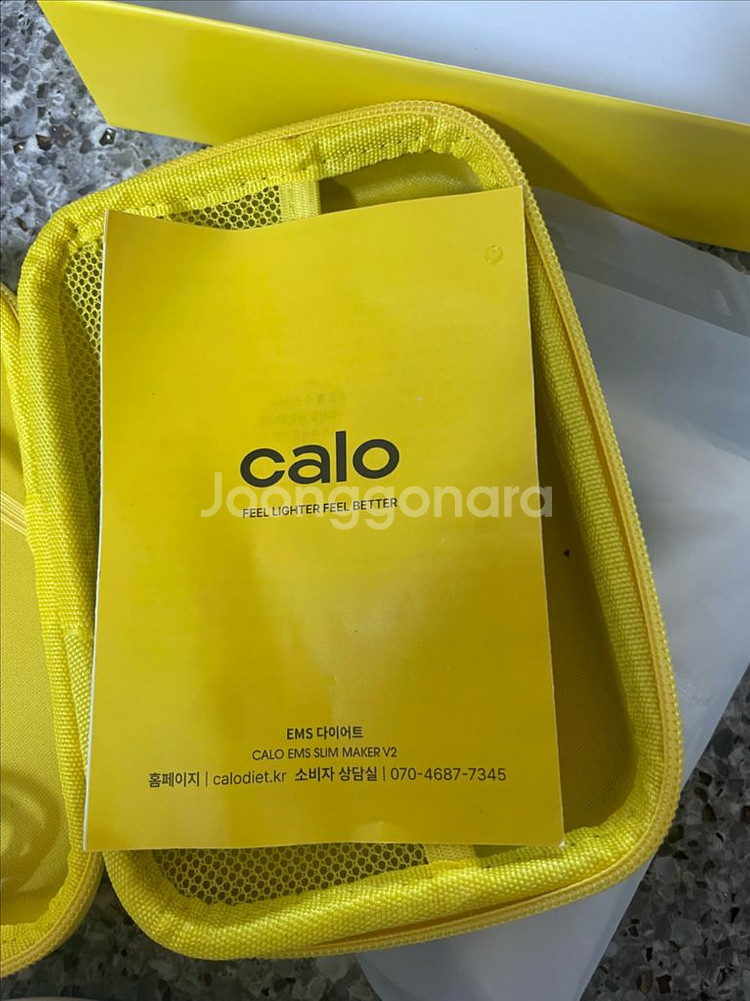 calo
Joonggonara
FEEL LIGHTER FEEL BETTER
EMS 다이어트
CALO EMS SLIM MAKER V2
홈페이지 | calodiet.kr 소비자 상담실 | 070-4687-7345